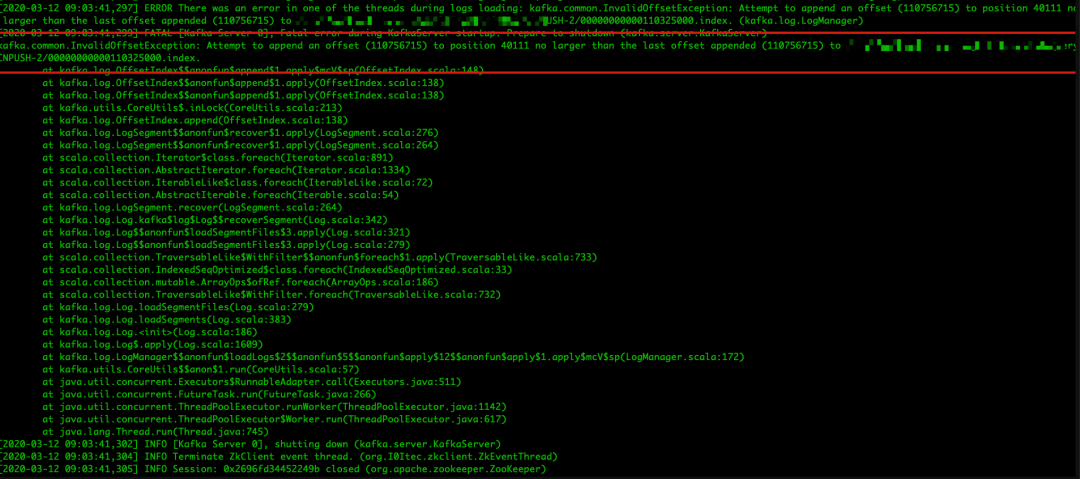 [2020-03-12 09:03:41,297] ERROR There was an error in one of the threads during logs loading: kafka.common.InvalidOffsetException: Attempt to append an offset (110756715) to position 40111 no
larger than the last offset appended (110756715) to USH-2/00000000000110325000.index. (kafka.log.LogManager)
[2020-03-12 09:03:41,299] FATAL [Kafka Server 0], Fatal error during KafkaServer startup. Prepare to shutdown (kafka.server.KafkaServer)
kafka.common.InvalidOffsetException: Attempt to append an offset (110756715) to position 40111 no larger than the last offset appended (110756715) to
CNPUSH-2/00000000000110325000.index.
at kafka.log.OffsetIndex$$anonfun$append$1.apply$mcV$sp(OffsetIndex.scala:148)
at kafka.log.OffsetIndex$$anonfun$append$1.apply(OffsetIndex.scala:138)
at kafka.log.OffsetIndex$$anonfun$append$1.apply(OffsetIndex.scala:138)
at kafka.utils.CoreUtils$.inLock(CoreUtils.scala:213)
at kafka.log.OffsetIndex.append(OffsetIndex.scala:138)
at kafka.log.LogSegment$$anonfun$recover$1.apply(LogSegment.scala:276)
at kafka.log.LogSegment$$anonfun$recover$1.apply(LogSegment.scala:264)
at scala.collection.Iterator$class.foreach(Iterator.scala:891)
at scala.collection.AbstractIterator.foreach(Iterator.scala:1334)
at scala.collection.IterableLike$class.foreach(IterableLike.scala:72)
at scala.collection.AbstractIterable.foreach(Iterable.scala:54)
at kafka.log.LogSegment.recover(LogSegment.scala:264)
at kafka.log.Log.kafka$log$Log$$recoverSegment(Log.scala:342)
at kafka.log.Log$$anonfun$loadSegmentFiles$3.apply(Log.scala:321)
at kafka.log.Log$$anonfun$loadSegmentFiles$3.apply(Log.scala:279)
at scala.collection.TraversableLike$WithFilter$$anonfun$foreach$1.apply(TraversableLike.scala:733)
at scala.collection.IndexedSeqOptimized$class.foreach(IndexedSeqOptimized.scala:33)
at scala.collection.mutable.ArrayOps$ofRef.foreach(ArrayOps.scala:186)
at scala.collection.TraversableLike$WithFilter.foreach(TraversableLike.scala:732)
at kafka.log.Log.loadSegmentFiles(Log.scala:279)
at kafka.log.Log.loadSegments(Log.scala:383)
at kafka.log.Log.<init>(Log.scala:186)
at kafka.log.Log$.apply(Log.scala:1609)
at kafka.log.LogManager$$anonfun$loadLogs$2$$anonfun$5$$anonfun$apply$12$$anonfun$apply$1.apply$mcV$sp(LogManager.scala:172)
at kafka.utils.CoreUtils$$anon$1.run(CoreUtils.scala:57)
at java.util.concurrent.Executors$RunnableAdapter.call(Executors.java:511)
at java.util.concurrent.FutureTask.run(FutureTask.java:266)
at java.util.concurrent.ThreadPoolExecutor.runWorker(ThreadPoolExecutor.java:1142)
at java.util.concurrent.ThreadPoolExecutor$Worker.run(ThreadPoolExecutor.java:617)
at java.lang.Thread.run(Thread.java:745)
[2020-03-12 09:03:41,302] INFO [Kafka Server 0], shutting down (kafka.server.KafkaServer)
[2020-03-12 09:03:41,304] INFO Terminate ZkClient event thread. (org.I0Itec.zkclient.ZkEventThread)
[2020-03-12 09:03:41,305] INFO Session: 0x2696fd34452249b closed (org.apache.zookeeper.ZooKeeper)